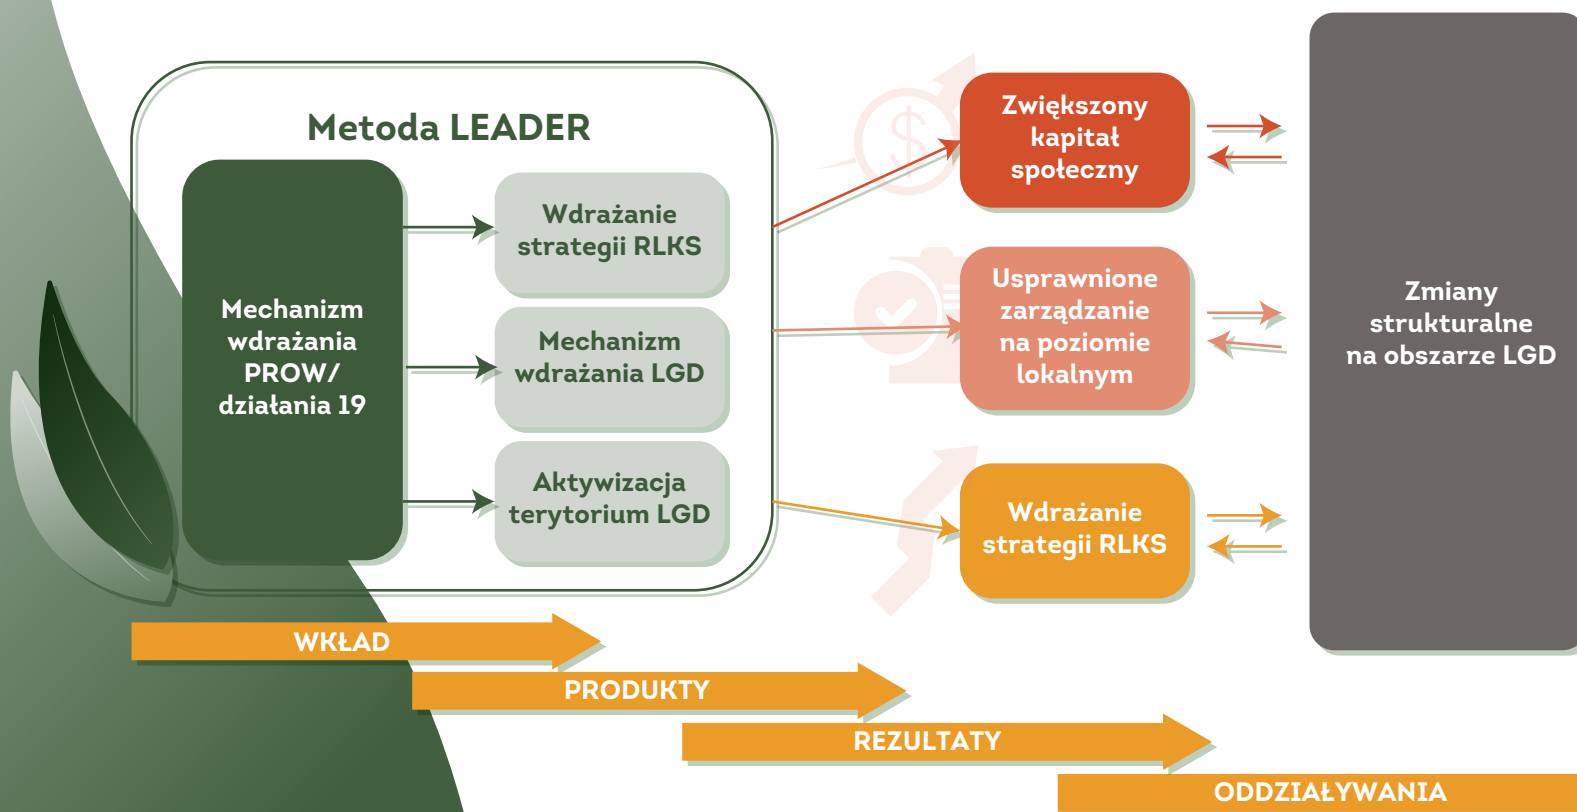 Metoda LEADER
Mechanizm
wdrażania
PROW/
działania 19
Wdrażanie
strategii RLKS
Mechanizm
wdrażania LGD
Aktywizacja
terytorium LGD
$
Zwiększony
kapitał
społeczny
Usprawnione
zarządzanie
na poziomie
lokalnym
Wdrażanie
strategii RLKS
Zmiany
strukturalne
na obszarze LGD
WKŁAD
PRODUKTY
REZULTATY
ODDZIAŁYWANIA